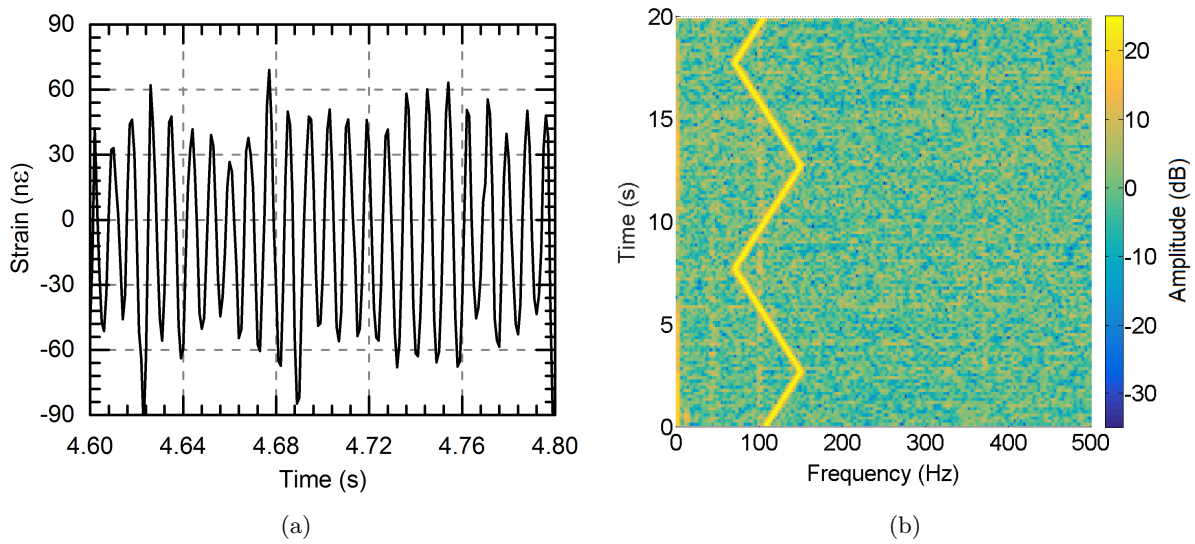 90
60
30
0
-30
-60
-90
Strain (nε)
4.60 4.64 4.68 4.72 4.76 4.80
Time (s)
(a)
20
15
10
5
0
Time (s)
0 100 200 300 400 500
Frequency (Hz)
20
10
0
-10
-20
-30
Amplitude (dB)
(b)